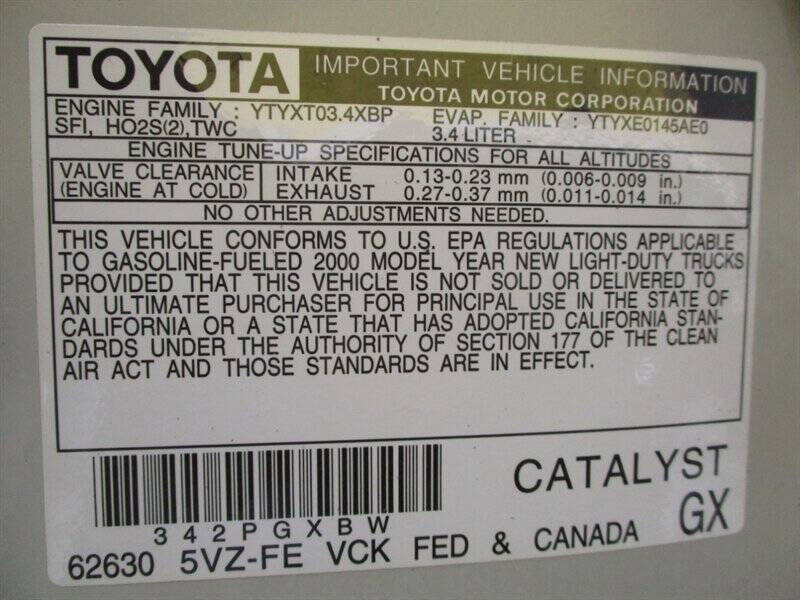 TOYOTA IMPORTANT VEHICLE INFORMATION
TOYOTA MOTOR CORPORATION
ENGINE FAMILY : YTYXT03.4XBP EVAP. FAMILY : YTYXE0145AE0
SFI, HO2S(2),TWC 3.4 LITER
ENGINE TUNE-UP SPECIFICATIONS FOR ALL ALTITUDES
VALVE CLEARANCE INTAKE 0.13-0.23 mm (0.006-0.009 in.)
(ENGINE AT COLD) EXHAUST 0.27-0.37 mm (0.011-0.014 in.)
NO OTHER ADJUSTMENTS NEEDED.
THIS VEHICLE CONFORMS TO U.S. EPA REGULATIONS APPLICABLE
TO GASOLINE-FUELED 2000 MODEL YEAR NEW LIGHT-DUTY TRUCKS
PROVIDED THAT THIS VEHICLE IS NOT SOLD OR DELIVERED TO
AN ULTIMATE PURCHASER FOR PRINCIPAL USE IN THE STATE OF
CALIFORNIA OR A STATE THAT HAS ADOPTED CALIFORNIA STAN-
DARDS UNDER THE AUTHORITY OF SECTION 177 OF THE CLEAN
AIR ACT AND THOSE STANDARDS ARE IN EFFECT.
CATALYST
342PGXBW GX
62630 5VZ-FE VCK FED & CANADA